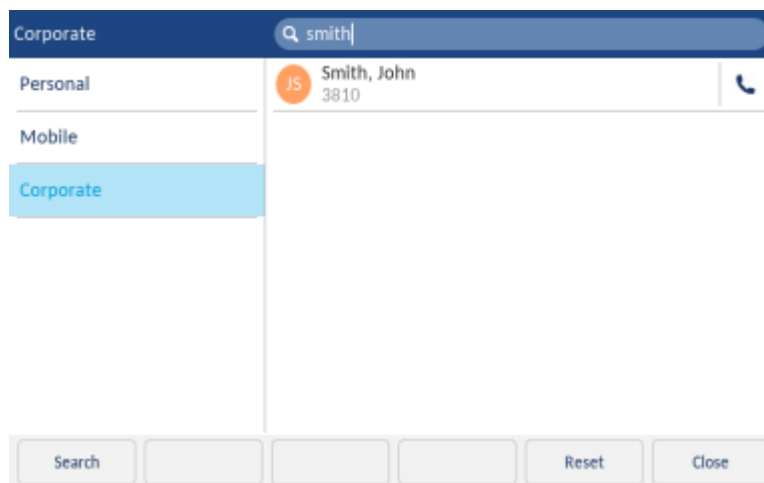 Corporate
smith
Personal
Mobile
Corporate
JS
Smith, John
3810
Search
Reset
Close